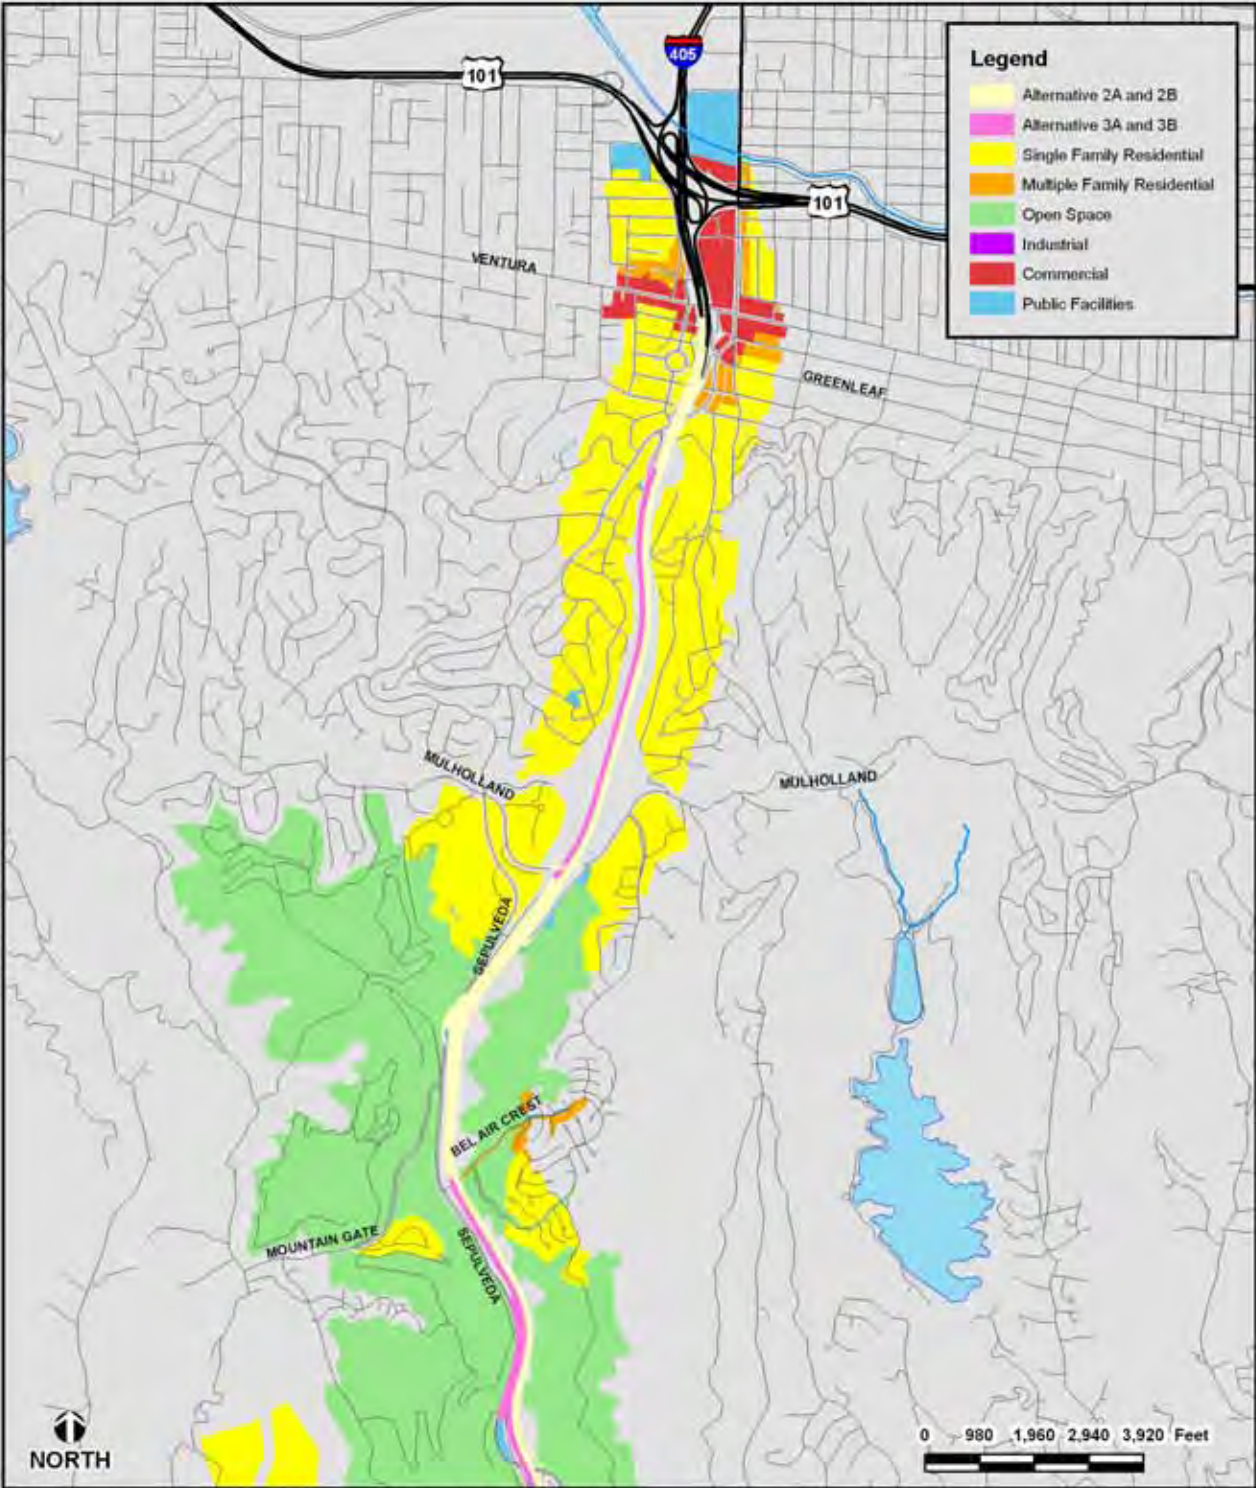 405
101
Legend
Alternative 2A and 2B
Alternative 3A and 3B
Single Family Residential
Multiple Family Residential
Open Space
Industrial
Commercial
Public Facilities
101
VENTURA
GREENLEAF
MULHOLLAND
MULHOLLAND
SEPULVEDA
BEL AIR CREST
MOUNTAIN GATE
SEPULVEDA
NORTH
0 980 1,960 2,940 3,920 Feet